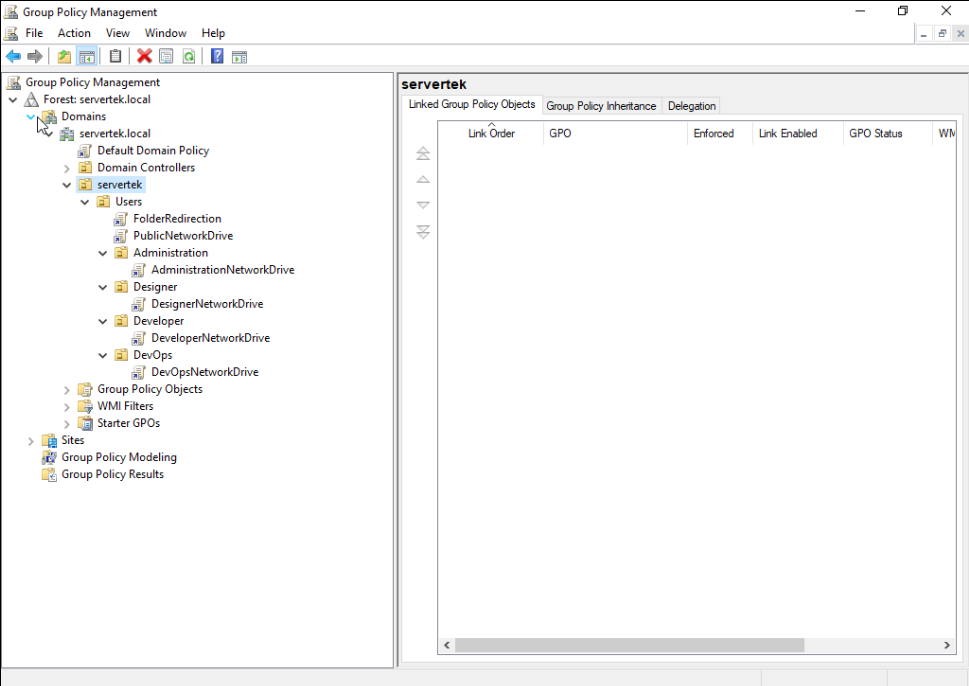 Group Policy Management
File Action View Window Help
Group Policy Management
Forest: servertek.local
Domains
servertek.local
Default Domain Policy
Domain Controllers
servertek
Users
FolderRedirection
PublicNetworkDrive
Administration
AdministrationNetworkDrive
Designer
DesignerNetworkDrive
Developer
DeveloperNetworkDrive
DevOps
DevOpsNetworkDrive
Group Policy Objects
WMI Filters
Starter GPOs
Sites
Group Policy Modeling
Group Policy Results
servertek
Linked Group Policy Objects Group Policy Inheritance Delegation
Link Order GPO Enforced Link Enabled GPO Status